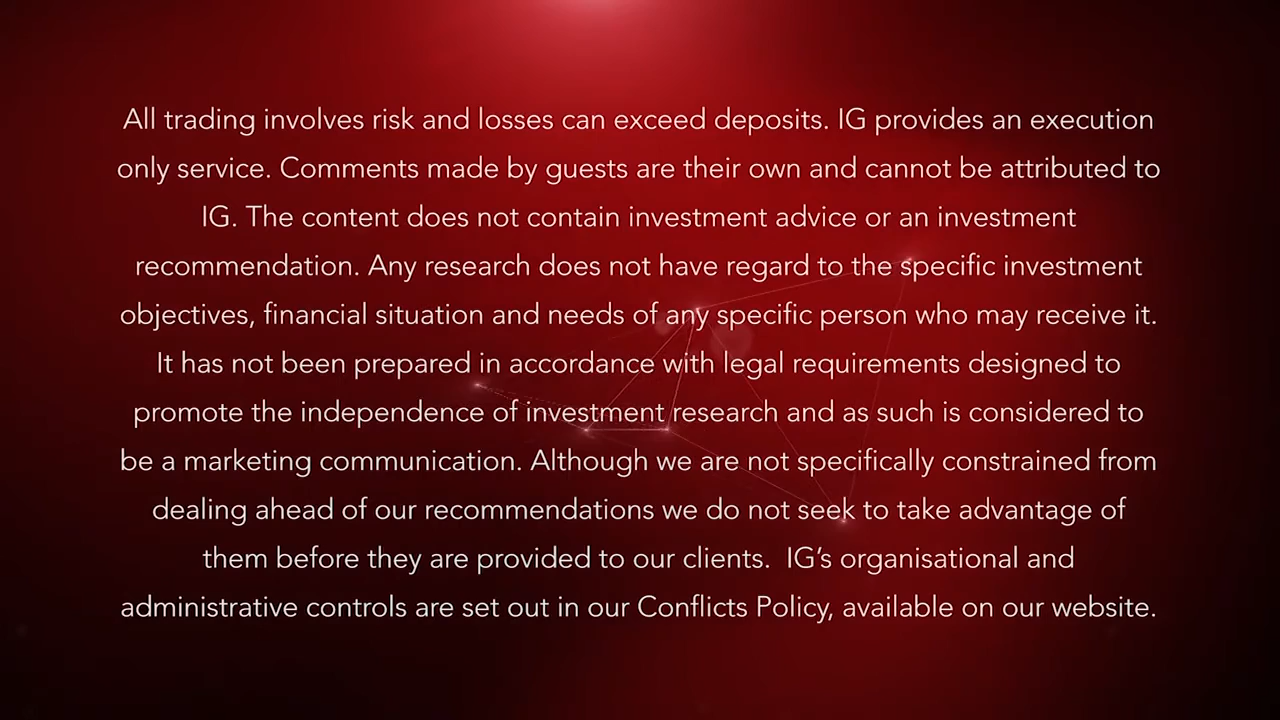 All trading involves risk and losses can exceed deposits. IG provides an execution
only service. Comments made by guests are their own and cannot be attributed to
IG. The content does not contain investment advice or an investment
recommendation. Any research does not have regard to the specific investment
objectives, financial situation and needs of any specific person who may receive it.
It has not been prepared in accordance with legal requirements designed to
promote the independence of investment research and as such is considered to
be a marketing communication. Although we are not specifically constrained from
dealing ahead of our recommendations we do not seek to take advantage of
them before they are provided to our clients.  IG’s organisational and
administrative controls are set out in our Conflicts Policy, available on our website.